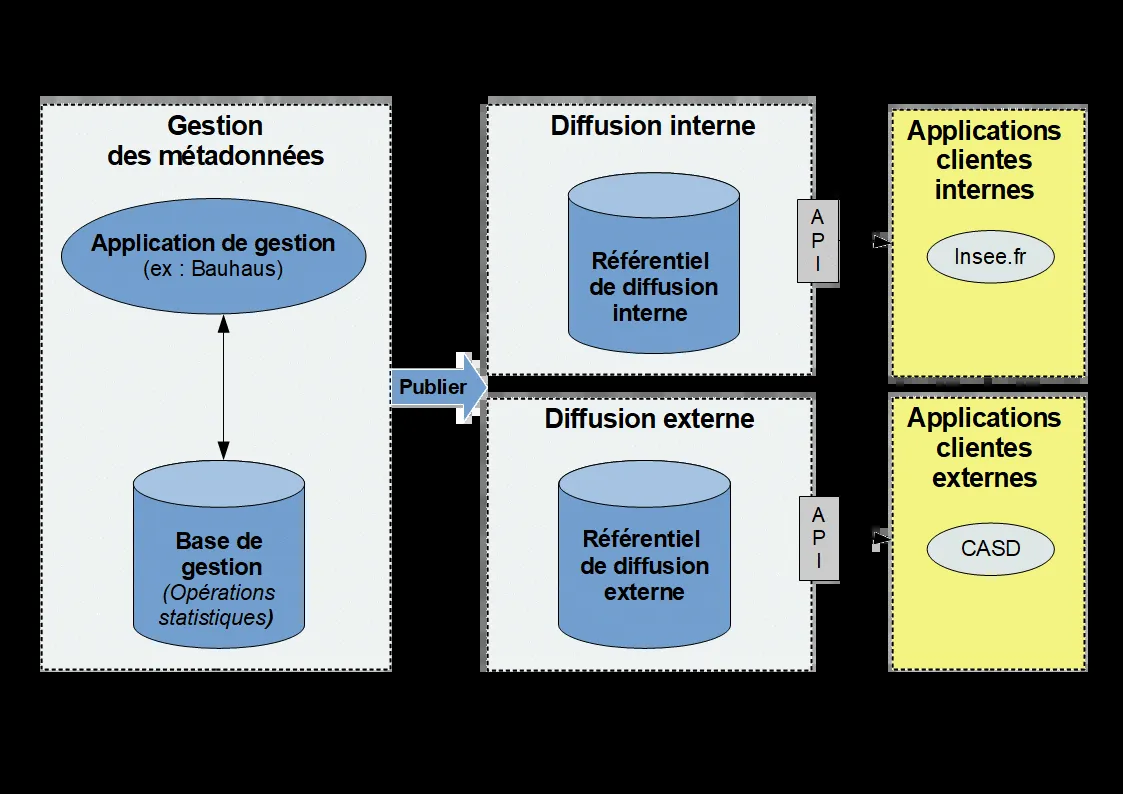 Gestion
des métadonnées
Application de gestion
(ex : Bauhaus)
Base de
gestion
(Opérations
statistiques)
Publier
Diffusion interne
Référentiel
de diffusion
interne
A
P
I
Diffusion externe
Référentiel
de diffusion
externe
A
P
I
Applications
clientes
internes
Insee.fr
Applications
clientes
externes
CASD